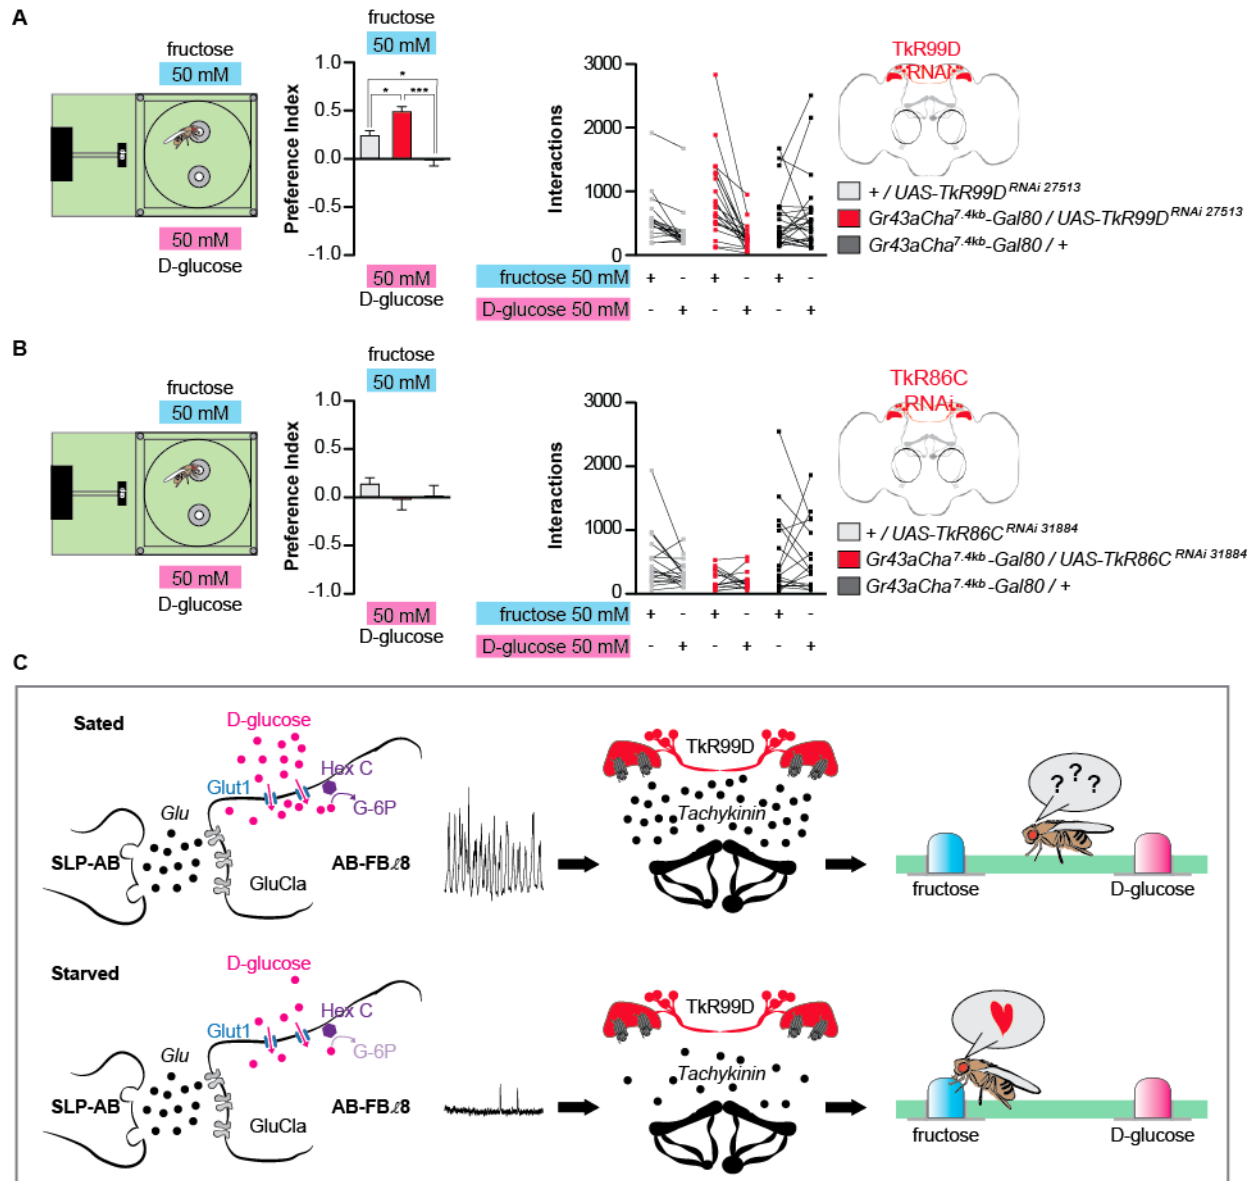 A
fructose
50 mM
50 mM
D-glucose
fructose
50 mM
Preference Index
1.0
0.5
0.0
-0.5
-1.0
*
* ***
50 mM
D-glucose
Interactions
3000
2000
1000
0
fructose 50 mM + - + - + -
D-glucose 50 mM - + - + - +
TkR99D
RNAi
+ / UAS-TkR99D RNAi 27513
Gr43aCha7.4kb-Gal80 / UAS-TkR99D RNAi 27513
Gr43aCha7.4kb-Gal80 / +
B
fructose
50 mM
50 mM
D-glucose
fructose
50 mM
Preference Index
1.0
0.5
0.0
-0.5
-1.0
50 mM
D-glucose
Interactions
3000
2000
1000
0
fructose 50 mM + - + - + -
D-glucose 50 mM - + - + - +
TkR86C
RNAi
+ / UAS-TkR86C RNAi 31884
Gr43aCha7.4kb-Gal80 / UAS-TkR86C RNAi 31884
Gr43aCha7.4kb-Gal80 / +
C
Sated
D-glucose
Glut1
Hex C
G-6P
Glu
SLP-AB
GluCla
AB-FBℓ8
TkR99D
Tachykinin
? ? ?
fructose
D-glucose
Starved
D-glucose
Glut1
Hex C
G-6P
Glu
SLP-AB
GluCla
AB-FBℓ8
TkR99D
Tachykinin
fructose
D-glucose